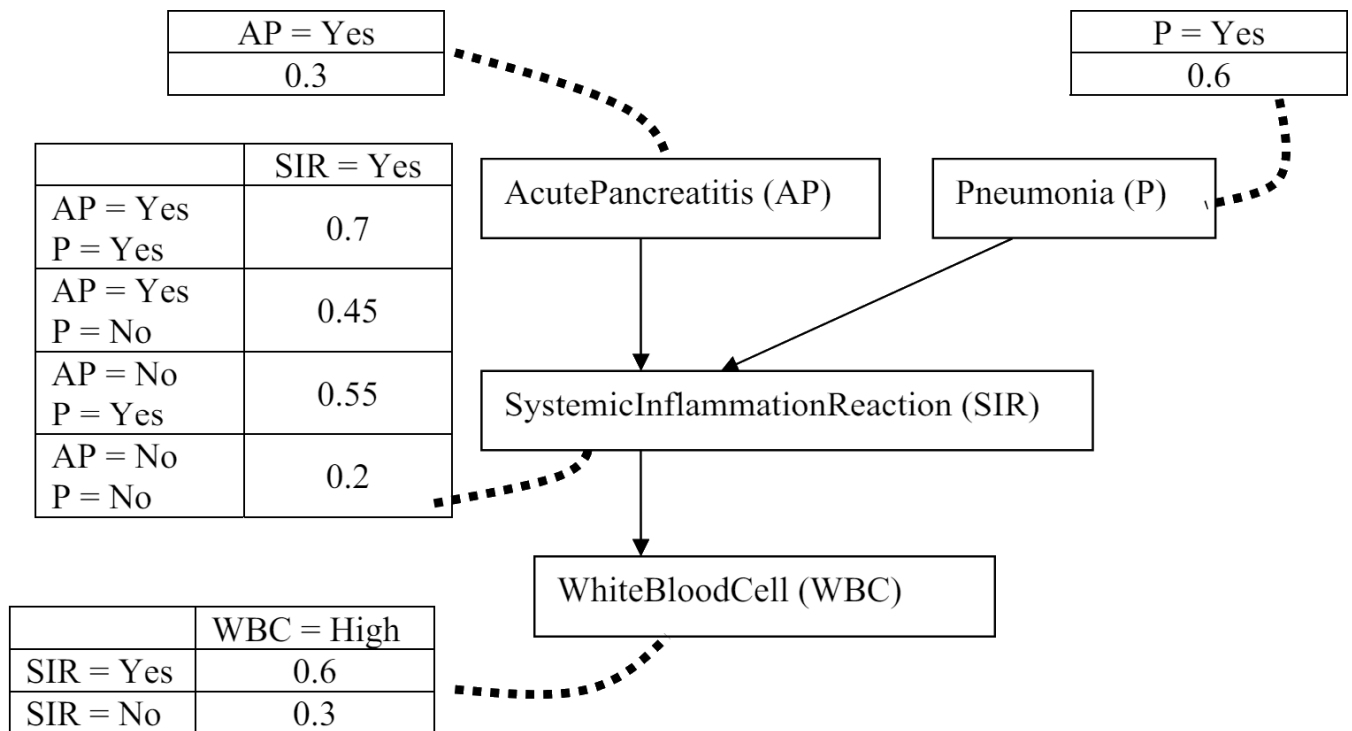 AP = Yes
0.3
P = Yes
0.6
SIR = Yes
AP = Yes
P = Yes
0.7
AP = Yes
P = No
0.45
AP = No
P = Yes
0.55
AP = No
P = No
0.2
AcutePancreatitis (AP)
Pneumonia (P)
SystemicInflammationReaction (SIR)
WhiteBloodCell (WBC)
WBC = High
SIR = Yes
0.6
SIR = No
0.3